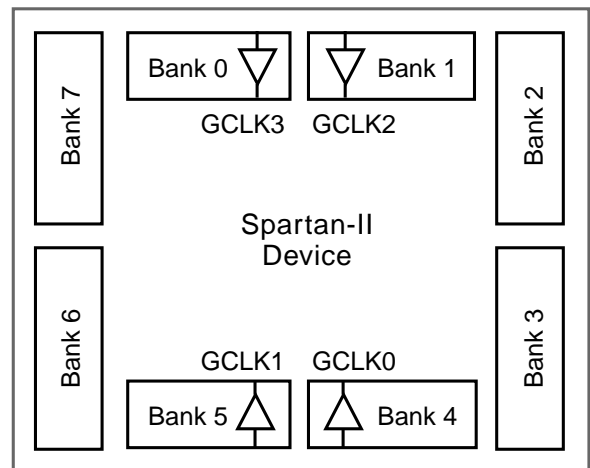 Bank 0
Bank 1
GCLK3
GCLK2
Bank 7
Bank 2
Spartan-II
Device
Bank 6
Bank 3
GCLK1
GCLK0
Bank 5
Bank 4